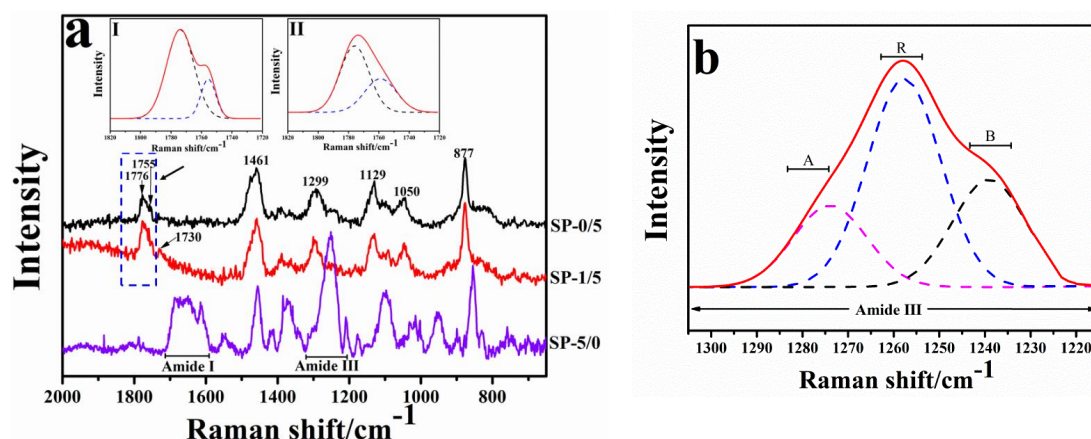 a
I
II
Intensity
Intensity
1820 1800 1780 1760 1740 1720
1820 1800 1780 1760 1740 1720
Raman shift/cm-1
Raman shift/cm-1
1755
1776
1461
1299
1129
1050
877
SP-0/5
1730
SP-1/5
SP-5/0
Amide I
Amide III
Intensity
2000 1800 1600 1400 1200 1000 800
Raman shift/cm-1
b
R
A
B
Intensity
Amide III
1300 1290 1280 1270 1260 1250 1240 1230 1220
Raman shift/cm-1